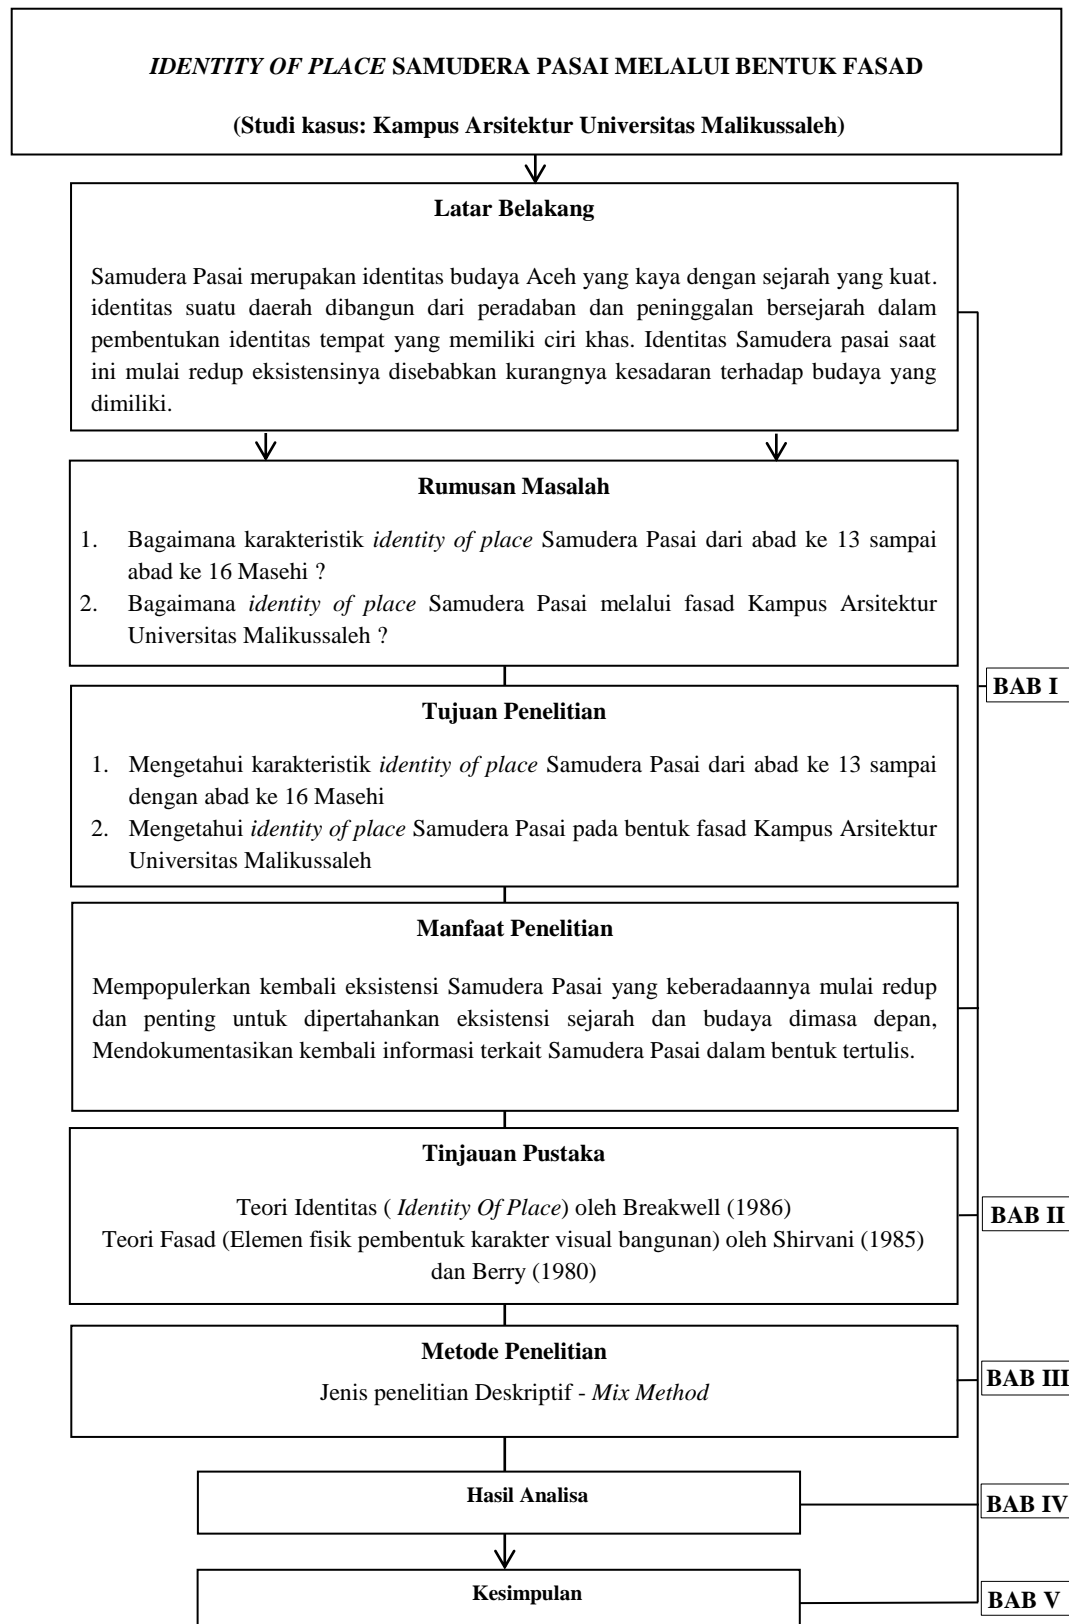 IDENTITY OF PLACE SAMUDERA PASAI MELALUI BENTUK FASAD
(Studi kasus: Kampus Arsitektur Universitas Malikussaleh)
Latar Belakang
Samudera Pasai merupakan identitas budaya Aceh yang kaya dengan sejarah yang kuat.
identitas suatu daerah dibangun dari peradaban dan peninggalan bersejarah dalam
pembentukan identitas tempat yang memiliki ciri khas. Identitas Samudera pasai saat
ini mulai redup eksistensinya disebabkan kurangnya kesadaran terhadap budaya yang
dimiliki.
Rumusan Masalah
1. Bagaimana karakteristik identity of place Samudera Pasai dari abad ke 13 sampai
abad ke 16 Masehi ?
2. Bagaimana identity of place Samudera Pasai melalui fasad Kampus Arsitektur
Universitas Malikussaleh ?
BAB I
Tujuan Penelitian
1. Mengetahui karakteristik identity of place Samudera Pasai dari abad ke 13 sampai
dengan abad ke 16 Masehi
2. Mengetahui identity of place Samudera Pasai pada bentuk fasad Kampus Arsitektur
Universitas Malikussaleh
Manfaat Penelitian
Mempopulerkan kembali eksistensi Samudera Pasai yang keberadaannya mulai redup
dan penting untuk dipertahankan eksistensi sejarah dan budaya dimasa depan,
Mendokumentasikan kembali informasi terkait Samudera Pasai dalam bentuk tertulis.
Tinjauan Pustaka
Teori Identitas ( Identity Of Place) oleh Breakwell (1986)
Teori Fasad (Elemen fisik pembentuk karakter visual bangunan) oleh Shirvani (1985)
dan Berry (1980)
BAB II
Metode Penelitian
Jenis penelitian Deskriptif - Mix Method
BAB III
Hasil Analisa
BAB IV
Kesimpulan
BAB V